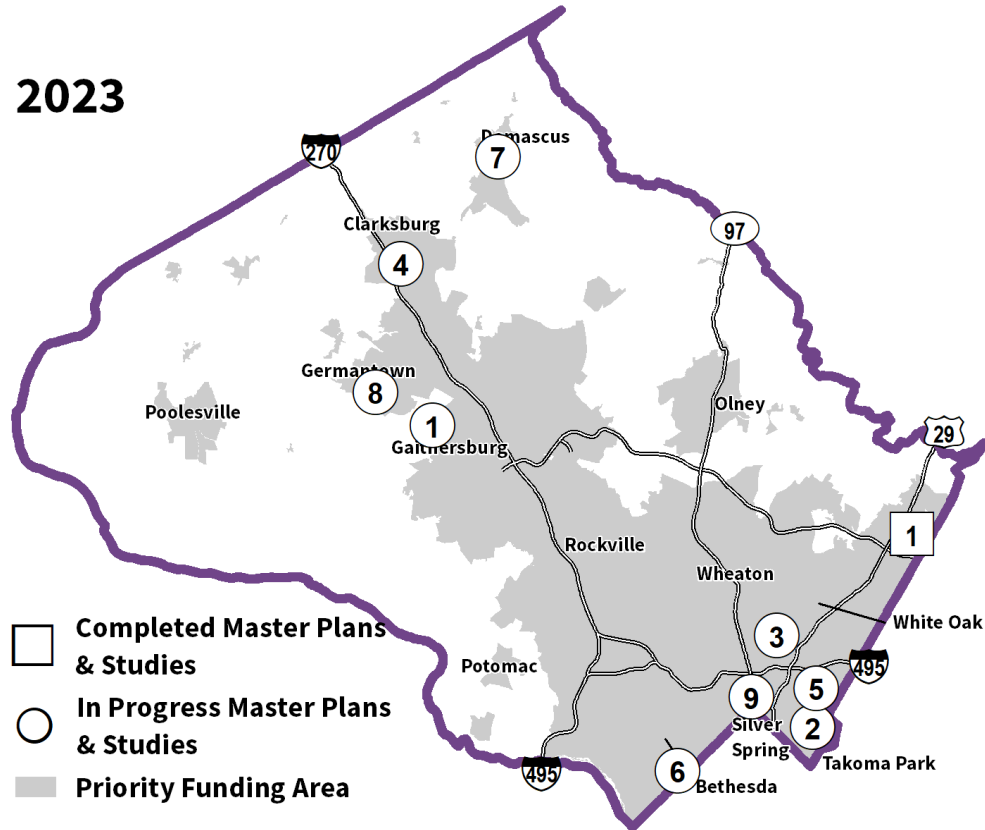 2023
270
Damascus
7
97
Clarksburg
4
Germantown
8
Poolesville
1
Gaithersburg
Olney
29
1
Rockville
Wheaton
White Oak
3
Potomac
495
5
9
2
Silver
Spring
Takoma Park
6
Bethesda
495
Completed Master Plans
& Studies
In Progress Master Plans
& Studies
Priority Funding Area